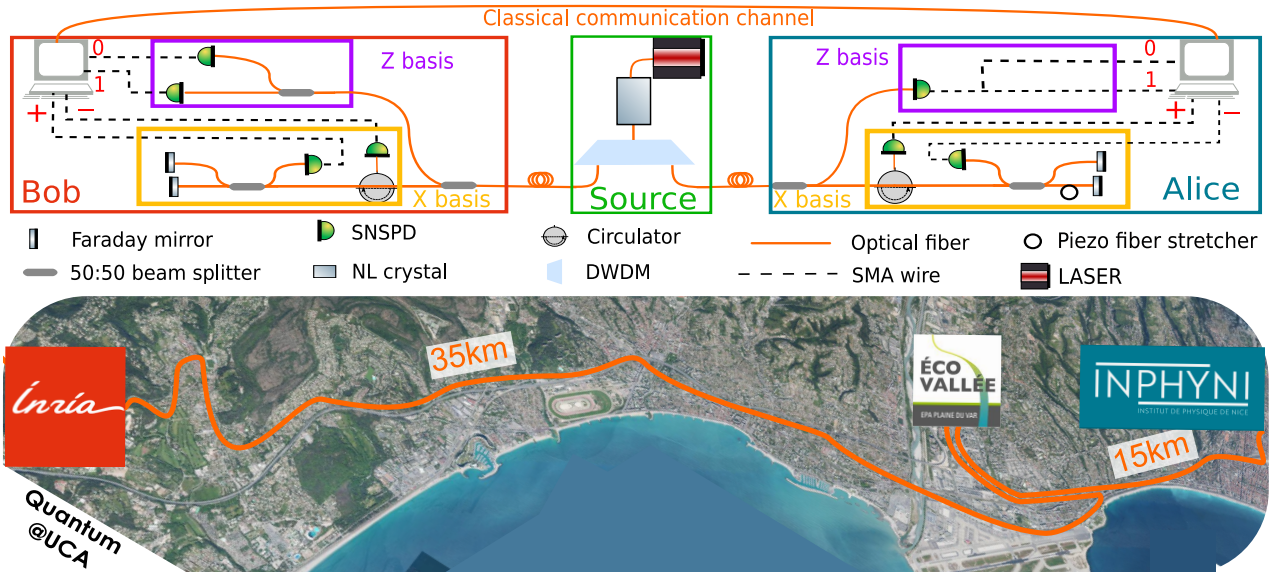 Classical communication channel
0
1
+
−
Z basis
Bob
X basis
Source
Z basis
0
1
+
−
X basis
Alice
Faraday mirror
SNSPD
Circulator
Optical fiber
Piezo fiber stretcher
50:50 beam splitter
NL crystal
DWDM
SMA wire
LASER
35km
Inria
ÉCO
VALLÉE
EPA PLAINE DU VAR
INPHYNI
INSTITUT DE PHYSIQUE DE NICE
15km
Quantum
@UCA